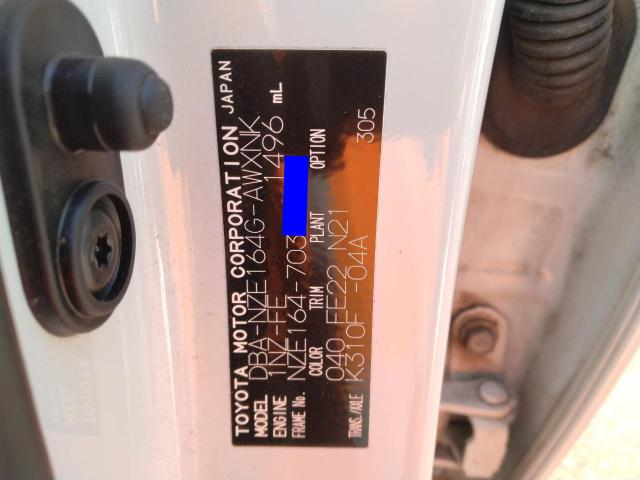 TOYOTA MOTOR CORPORATION JAPAN
MODEL DBA-NZE164G-AWXNK
ENGINE 1NZ-FE 1496 mL
FRAME No. NZE164-703
COLOR TRIM PLANT OPTION
040 FE22 N21 305
TRANS./AXLE K310F -04A